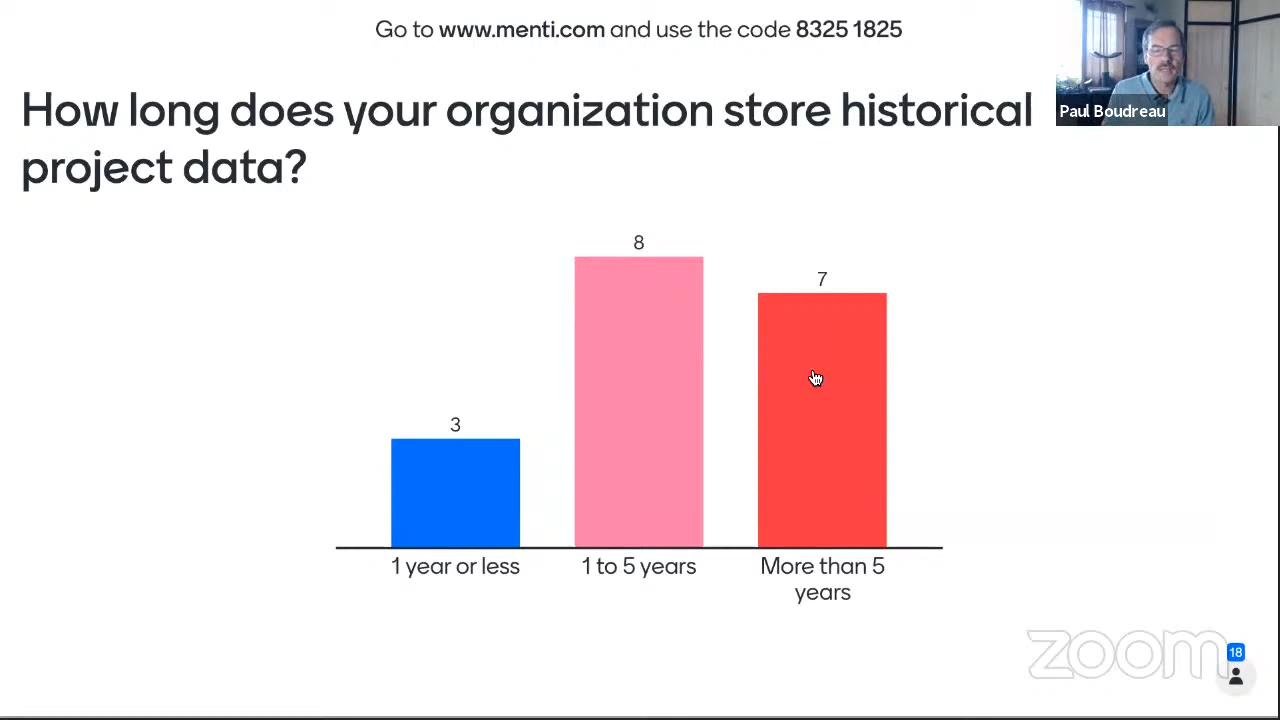 Go to www.menti.com and use the code 8325 1825
How long does your organization store historical
project data?
Paul Boudreau
8
7
3
1 year or less
1 to 5 years
More than 5
years
zoom
18